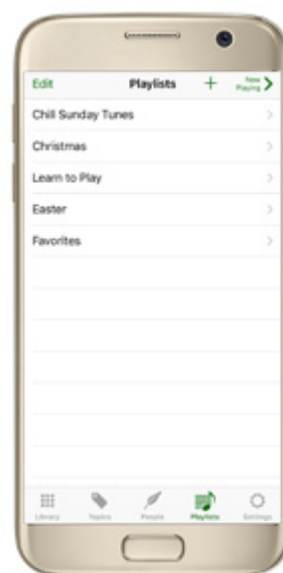 Edit Playlists + Now Playing
Chill Sunday Tunes
Christmas
Learn to Play
Easter
Favorites
Library Topics People Playlists Settings